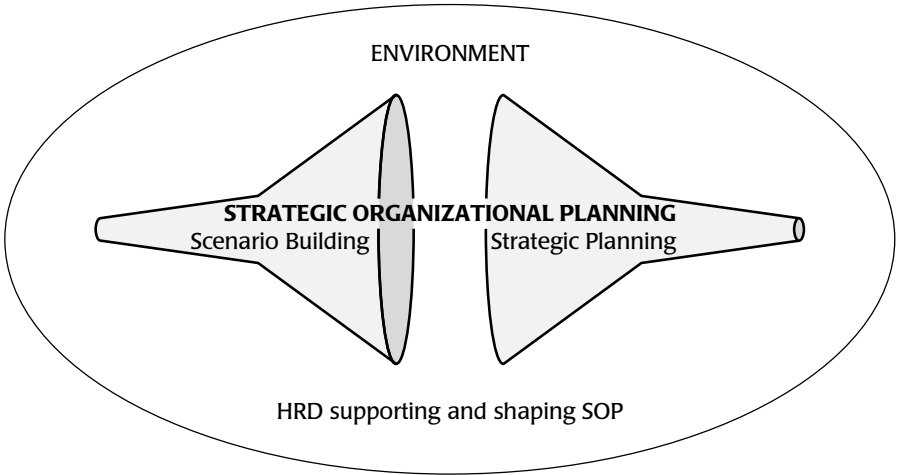 ENVIRONMENT
STRATEGIC ORGANIZATIONAL PLANNING
Scenario Building
Strategic Planning
HRD supporting and shaping SOP